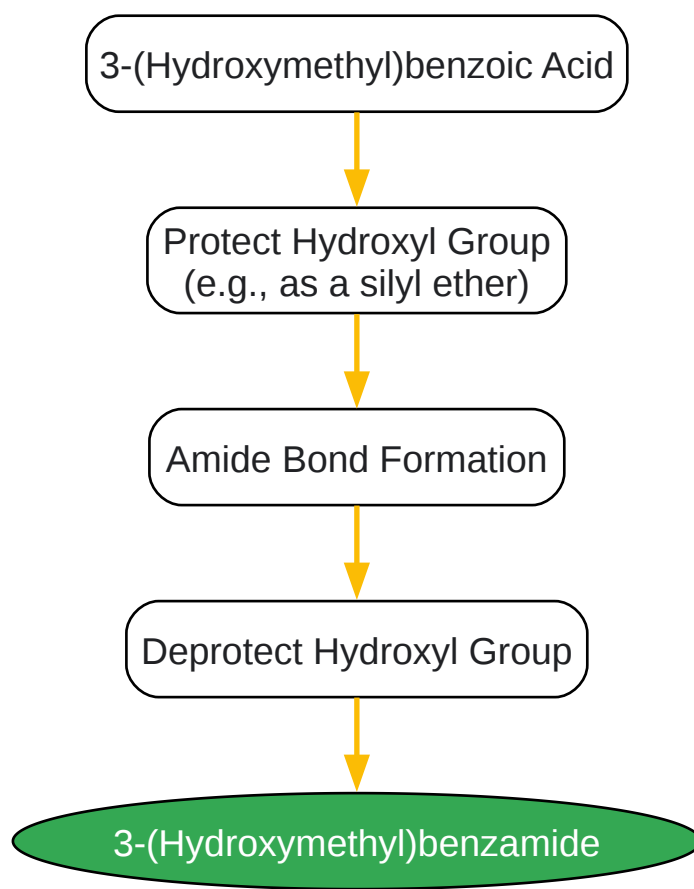 3-(Hydroxymethyl)benzoic Acid
Protect Hydroxyl Group
(e.g., as a silyl ether)
Amide Bond Formation
Deprotect Hydroxyl Group
3-(Hydroxymethyl)benzamide